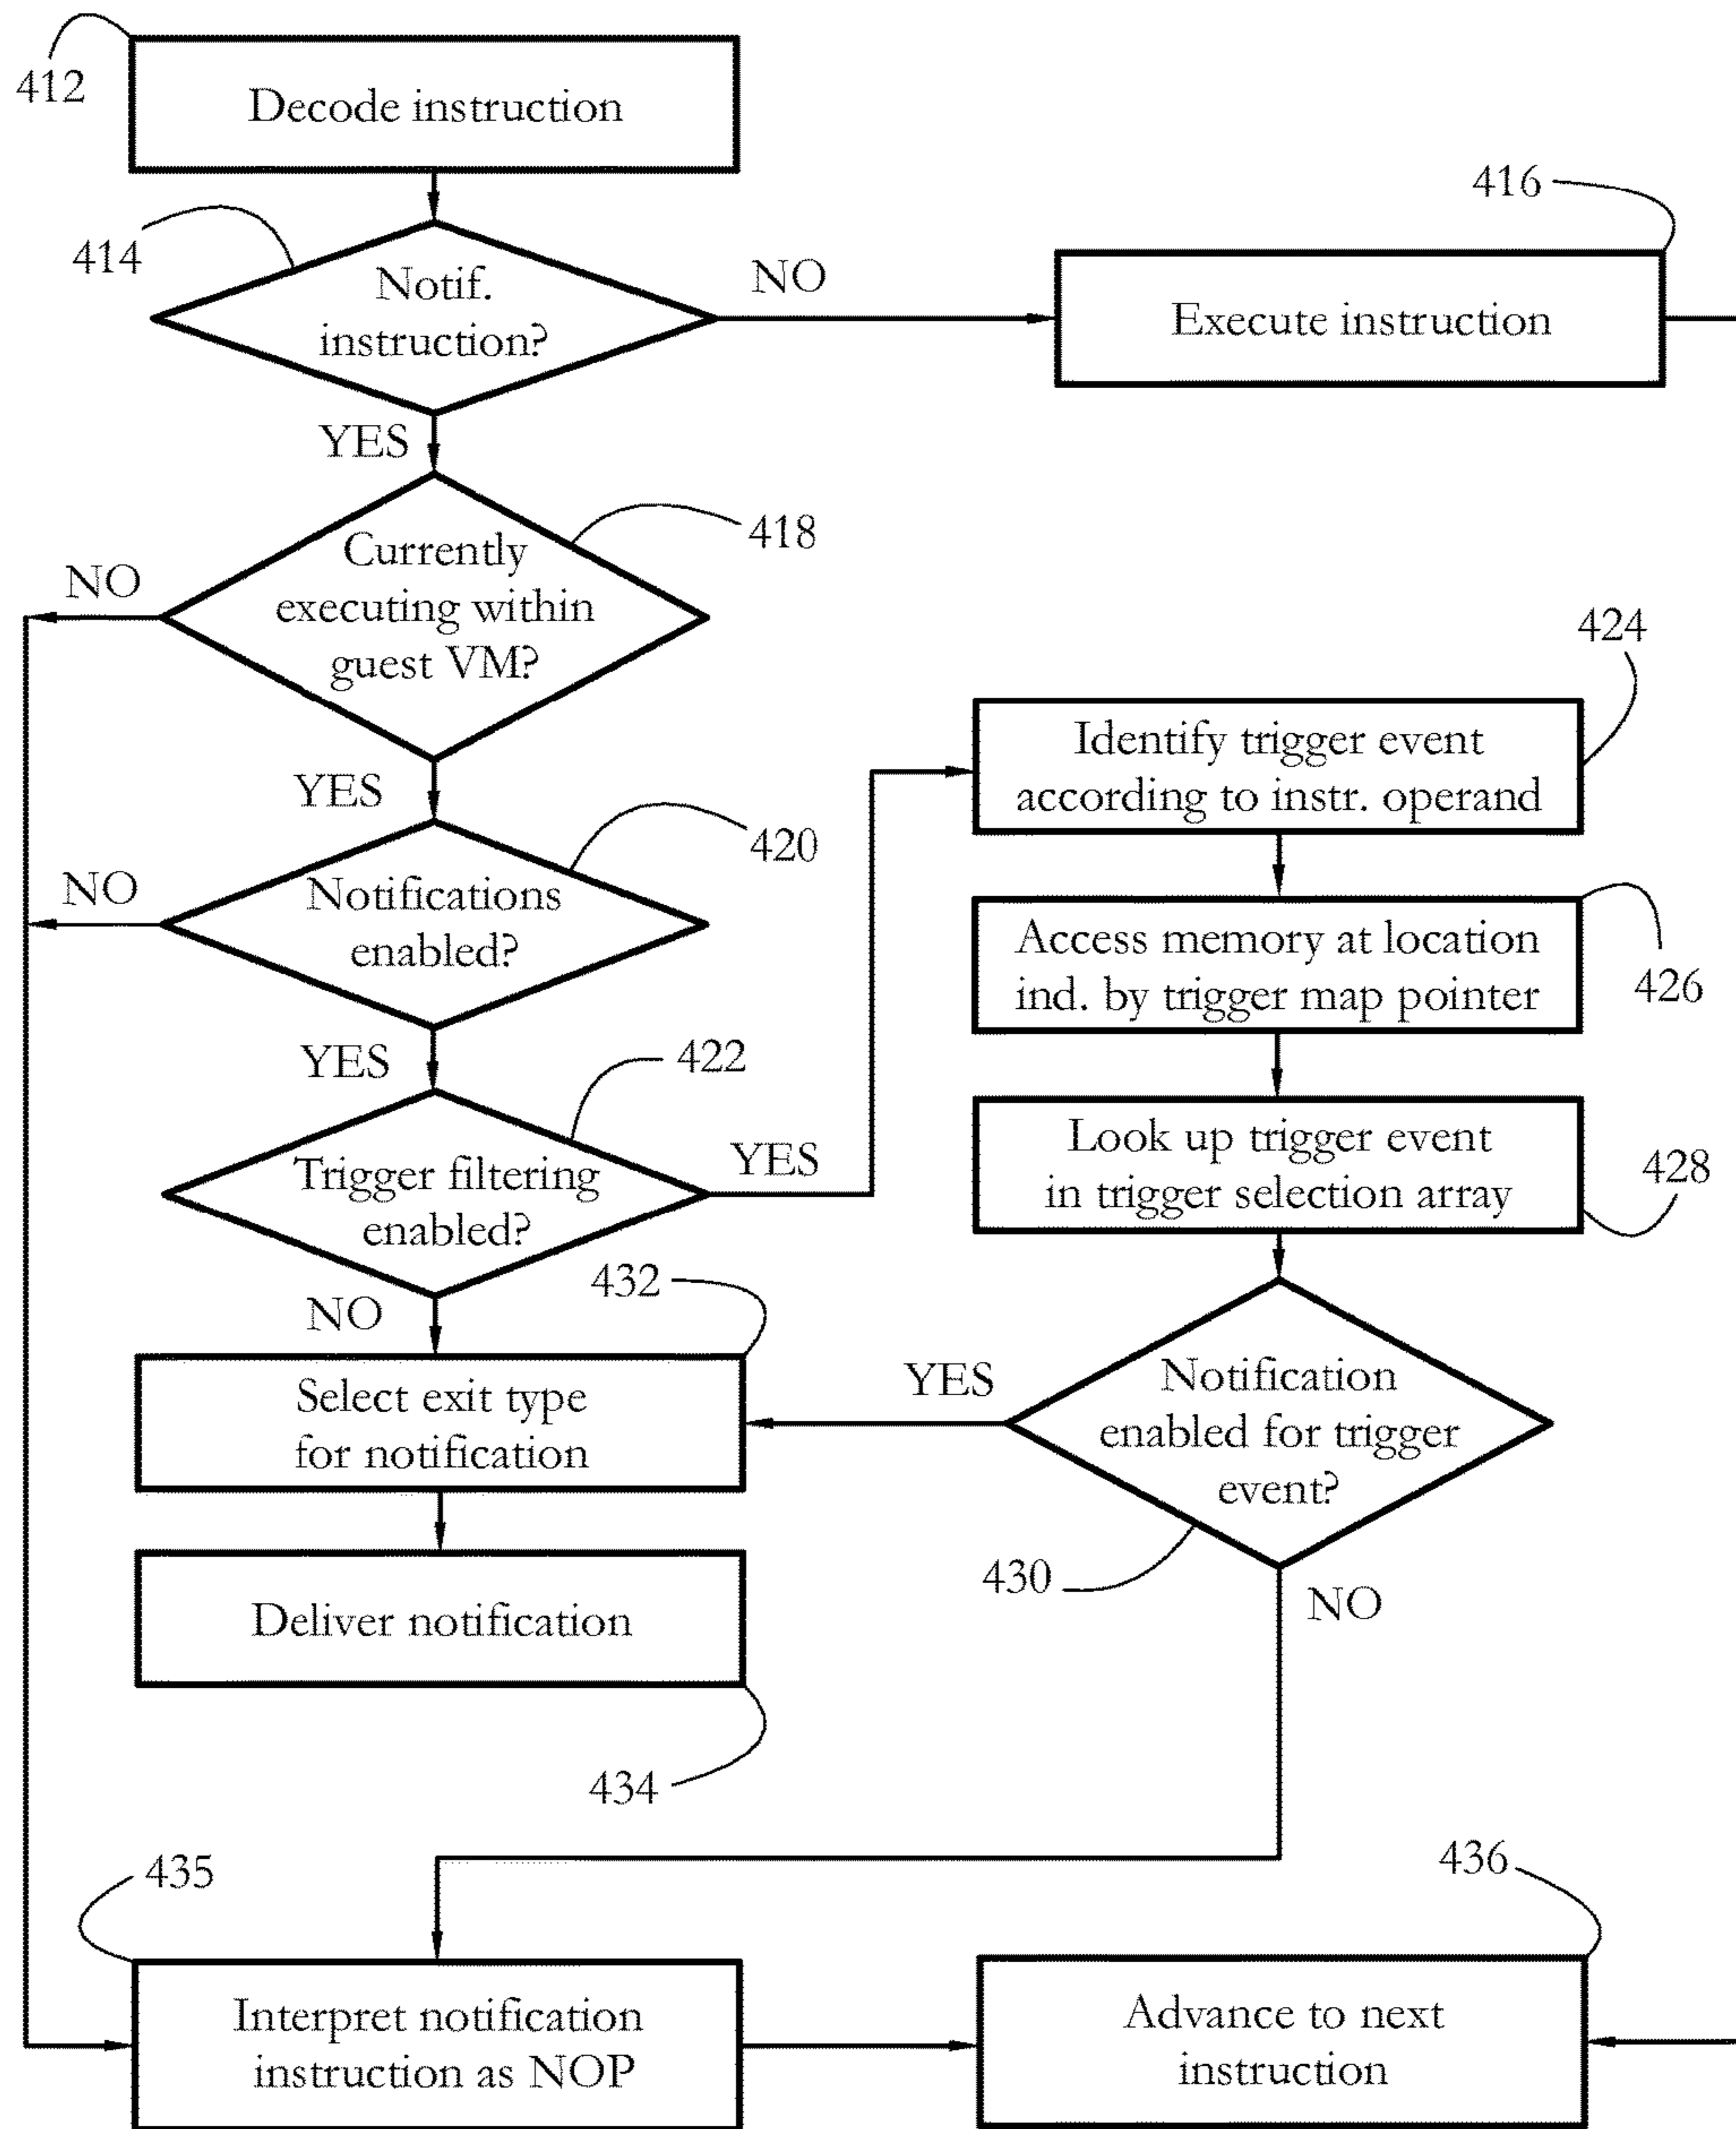 412
Decode instruction
414
Notif.
instruction?
NO
416
Execute instruction
YES
418
Currently
executing within
guest VM?
NO
YES
420
Notifications
enabled?
NO
YES
422
Trigger filtering
enabled?
YES
NO
424
Identify trigger event
according to instr. operand
426
Access memory at location
ind. by trigger map pointer
428
Look up trigger event
in trigger selection array
430
Notification
enabled for trigger
event?
YES
NO
432
Select exit type
for notification
434
Deliver notification
435
Interpret notification
instruction as NOP
436
Advance to next
instruction